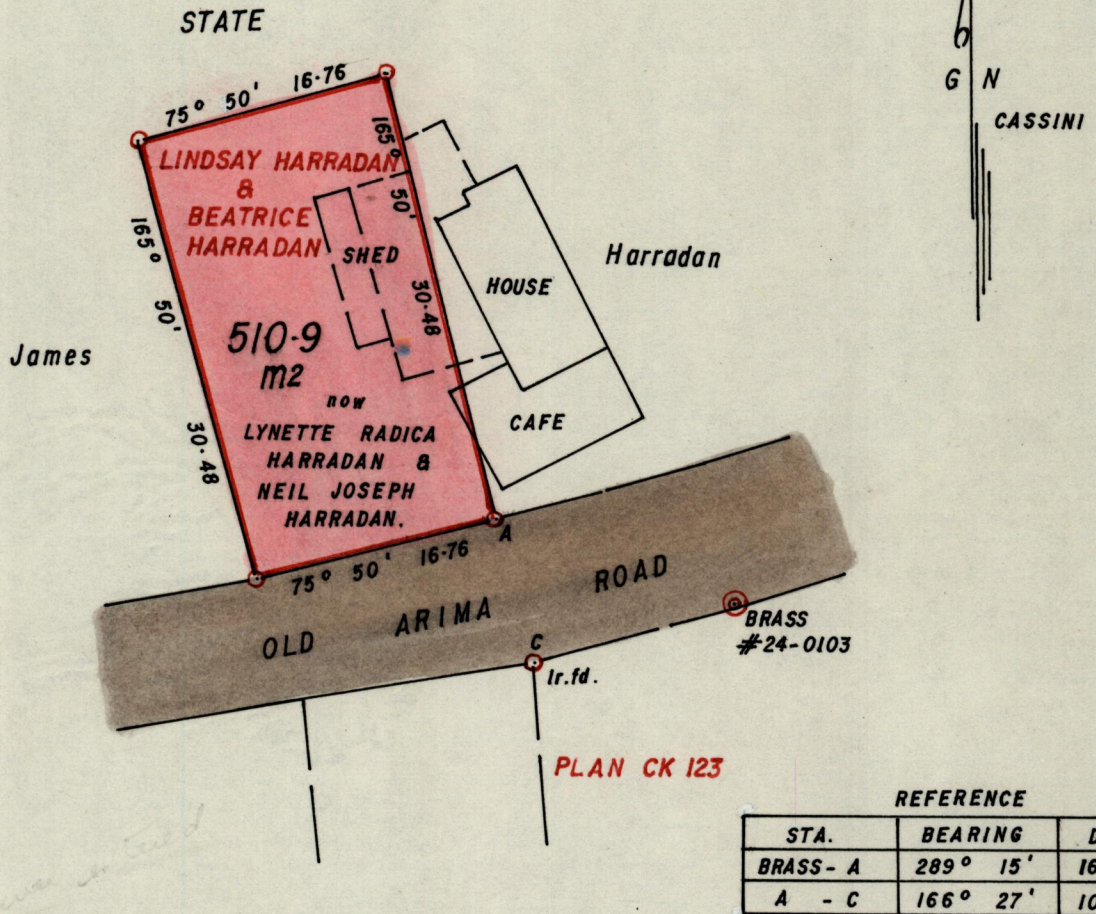 STATE
G N
CASSINI
75° 50' 16·76
LINDSAY HARRADAN
&
BEATRICE
HARRADAN
165° 50' 30·48
165° 50' 30·48
SHED
HOUSE
Harradan
James
510·9
m2
now
LYNETTE RADICA
HARRADAN &
NEIL JOSEPH
HARRADAN.
CAFE
75° 50' 16·76
A
OLD ARIMA ROAD
C
Ir.fd.
BRASS
#24-0103
PLAN CK 123
REFERENCE
STA. BEARING
BRASS - A 289° 15' 16
A - C 166° 27' 10